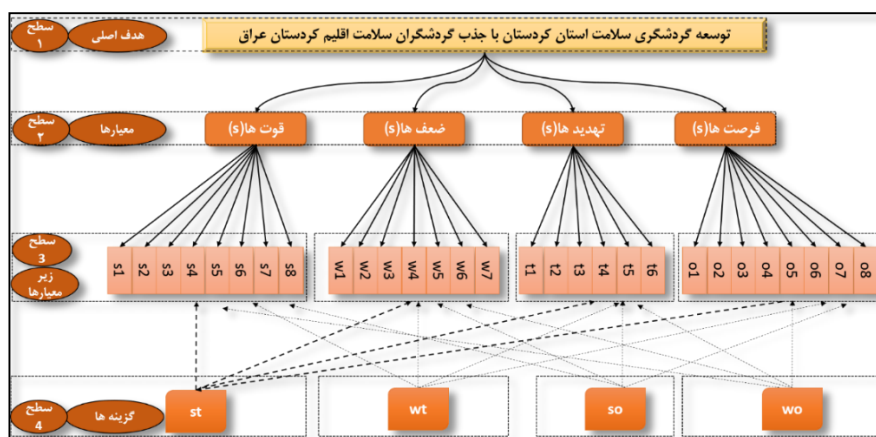 توسعه گردشگری سلامت استان کردستان با جذب گردشگران سلامت اقلیم کردستان عراق
هدف اصلی
سطح
۱
فرصت ها(s)
تهدید ها(s)
ضعف ها(s)
قوت ها(s)
معیارها
سطح
۲
s1 s2 s3 s4 s5 s6 s7 s8
w1 w2 w3 w4 w5 w6 w7
t1 t2 t3 t4 t5 t6
o1 o2 o3 o4 o5 o6 o7 o8
سطح
3
زیر
معیارها
st
wt
so
wo
گزینه ها
سطح
4